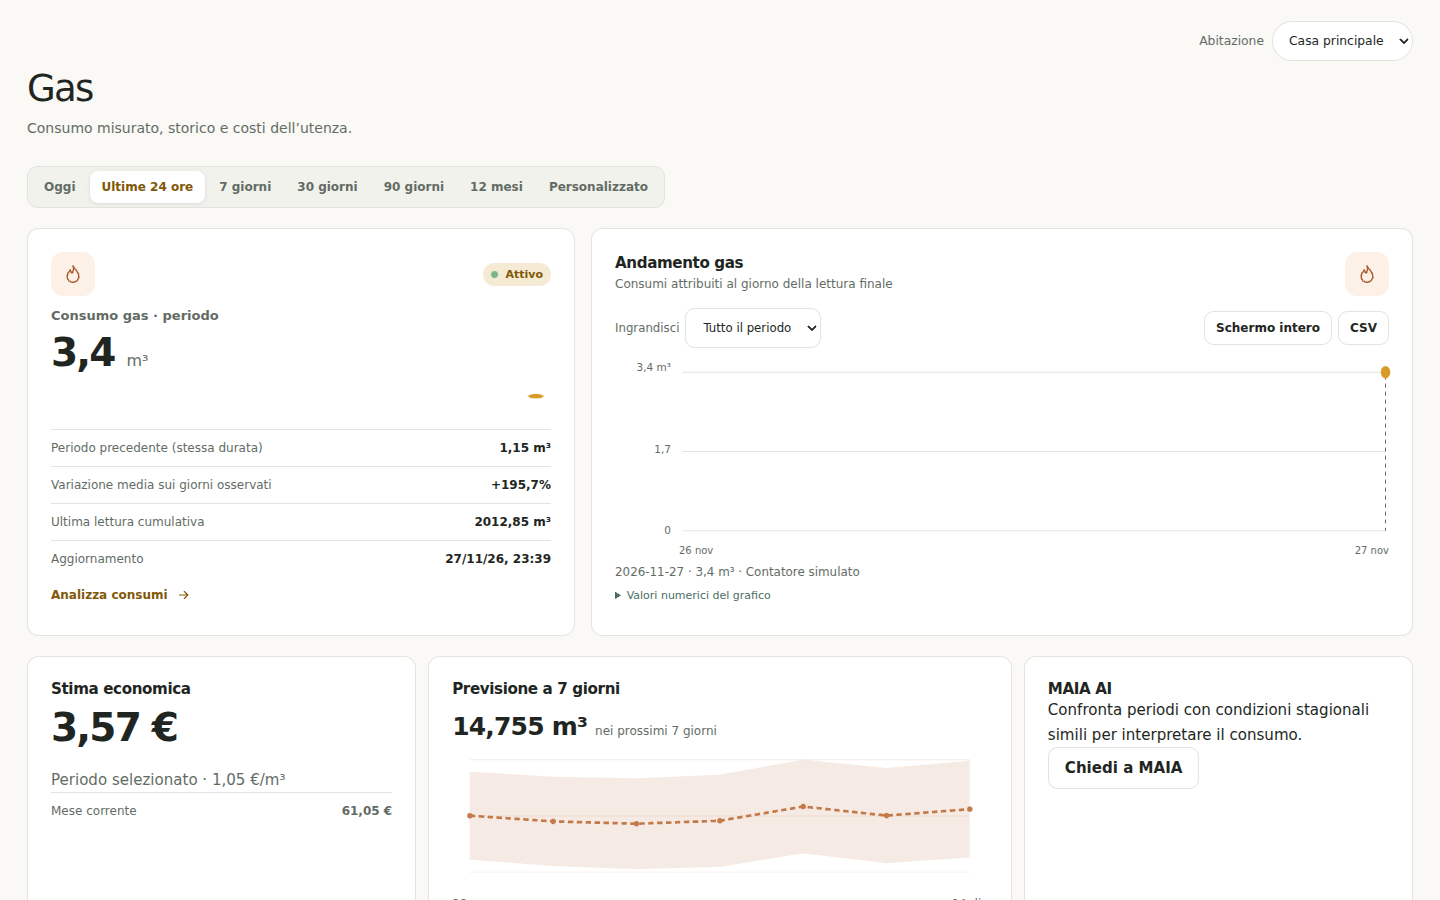 Abitazione Casa principale
Gas
Consumo misurato, storico e costi dell’utenza.
Oggi Ultime 24 ore 7 giorni 30 giorni 90 giorni 12 mesi Personalizzato
Attivo
Consumo gas · periodo
3,4 m³
Periodo precedente (stessa durata) 1,15 m³
Variazione media sui giorni osservati +195,7%
Ultima lettura cumulativa 2012,85 m³
Aggiornamento 27/11/26, 23:39
Analizza consumi
Andamento gas
Consumi attribuiti al giorno della lettura finale
Ingrandisci Tutto il periodo Schermo intero CSV
3,4 m³
1,7
0
26 nov 27 nov
2026-11-27 · 3,4 m³ · Contatore simulato
Valori numerici del grafico
Stima economica
3,57 €
Periodo selezionato · 1,05 €/m³
Mese corrente 61,05 €
Previsione a 7 giorni
14,755 m³ nei prossimi 7 giorni
MAIA AI
Confronta periodi con condizioni stagionali
simili per interpretare il consumo.
Chiedi a MAIA